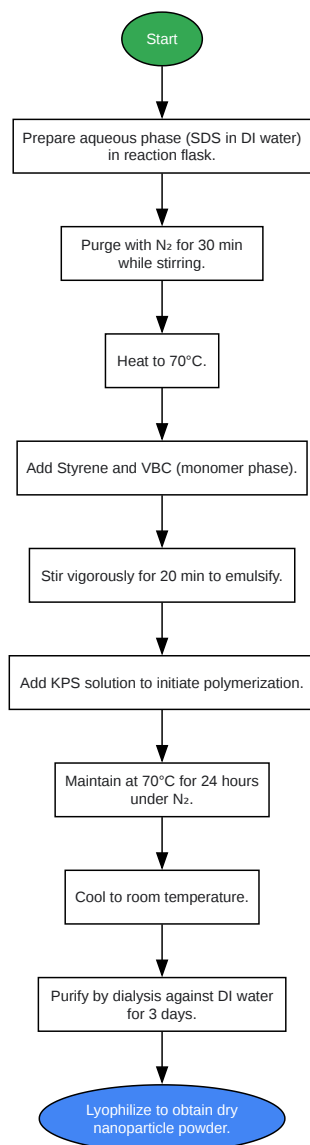 Start
Prepare aqueous phase (SDS in DI water)
in reaction flask.
Purge with N₂ for 30 min
while stirring.
Heat to 70°C.
Add Styrene and VBC (monomer phase).
Stir vigorously for 20 min to emulsify.
Add KPS solution to initiate polymerization.
Maintain at 70°C for 24 hours
under N₂.
Cool to room temperature.
Purify by dialysis against DI water
for 3 days.
Lyophilize to obtain dry
nanoparticle powder.